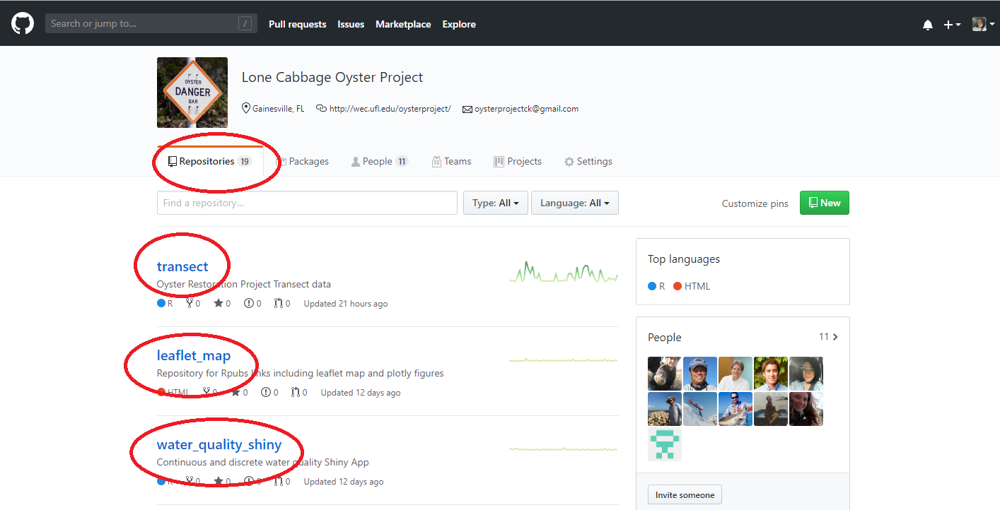 Search or jump to... / Pull requests Issues Marketplace Explore
OYSTER
DANGER
BAR
Lone Cabbage Oyster Project
Gainesville, FL http://wec.ufl.edu/oysterproject/ oysterprojectck@gmail.com
Repositories 19 Packages People 11 Teams Projects Settings
Find a repository... Type: All Language: All Customize pins New
transect
Oyster Restoration Project Transect data
R 0 0 0 0 Updated 21 hours ago
leaflet_map
Repository for Rpubs links including leaflet map and plotly figures
HTML 0 0 0 0 Updated 12 days ago
water_quality_shiny
Continuous and discrete water quality Shiny App
R 0 0 0 0 Updated 12 days ago
Top languages
R HTML
People 11
Invite someone